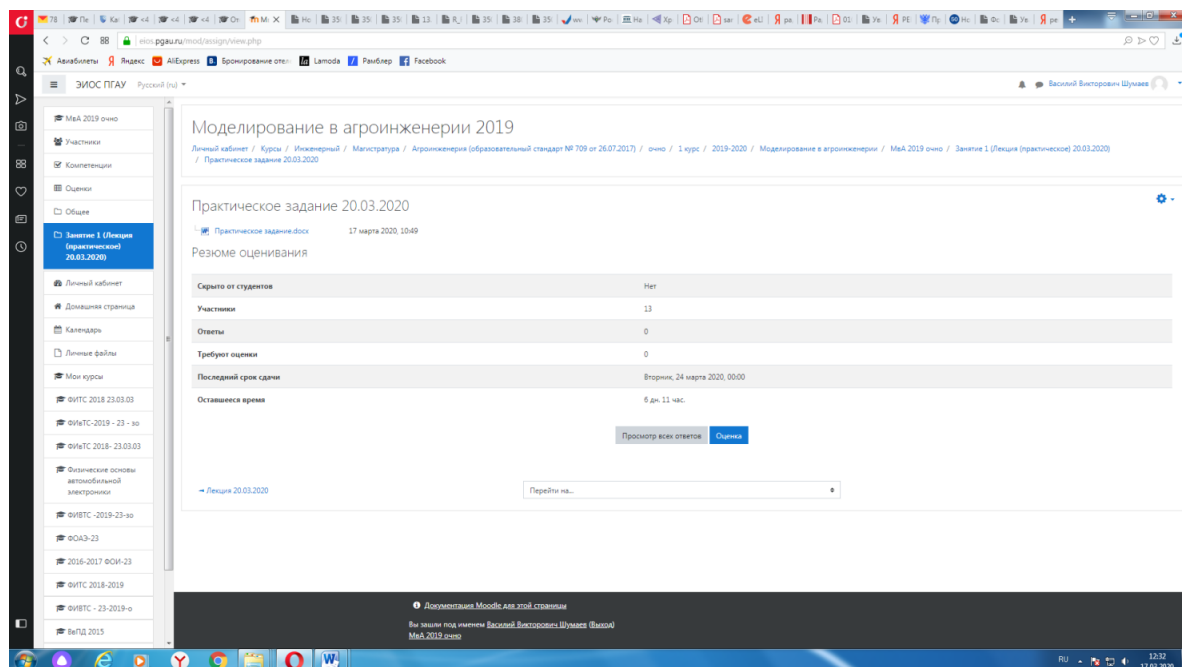 eios.pgau.ru/mod/assign/view.php
Авиабилеты Яндекс AliExpress Бронирование отел Lamoda Рамблер Facebook
ЭИОС ПГАУ Русский (ru)
Василий Викторович Шумаев
МвА 2019 очно
Участники
Компетенции
Оценки
Общее
Занятие 1 (Лекция
(практическое)
20.03.2020)
Личный кабинет
Домашняя страница
Календарь
Личные файлы
Мои курсы
ФИТС 2018 23.03.03
ФИвТС-2019 - 23 - зо
ФИвТС 2018- 23.03.03
Физические основы
автомобильной
электроники
ФИВТС -2019-23-зо
ФОАЭ-23
2016-2017 ФОИ-23
ФИТС 2018-2019
ФИВТС - 23-2019-о
ВвПД 2015
Моделирование в агроинженерии 2019
Личный кабинет / Курсы / Инженерный / Магистратура / Агроинженерия (образовательный стандарт № 709 от 26.07.2017) / очно / 1 курс / 2019-2020 / Моделирование в агроинженерии / МвА 2019 очно / Занятие 1 (Лекция (практическое) 20.03.2020)
/ Практическое задание 20.03.2020
Практическое задание 20.03.2020
Практическое задание.docx 17 марта 2020, 10:49
Резюме оценивания
Скрыто от студентов Нет
Участники 13
Ответы 0
Требуют оценки 0
Последний срок сдачи Вторник, 24 марта 2020, 00:00
Оставшееся время 6 дн. 11 час.
Просмотр всех ответов Оценка
→ Лекция 20.03.2020 Перейти на...
Документация Moodle для этой страницы
Вы зашли под именем Василий Викторович Шумаев (Выход)
МвА 2019 очно
RU 12:32
17.03.2020